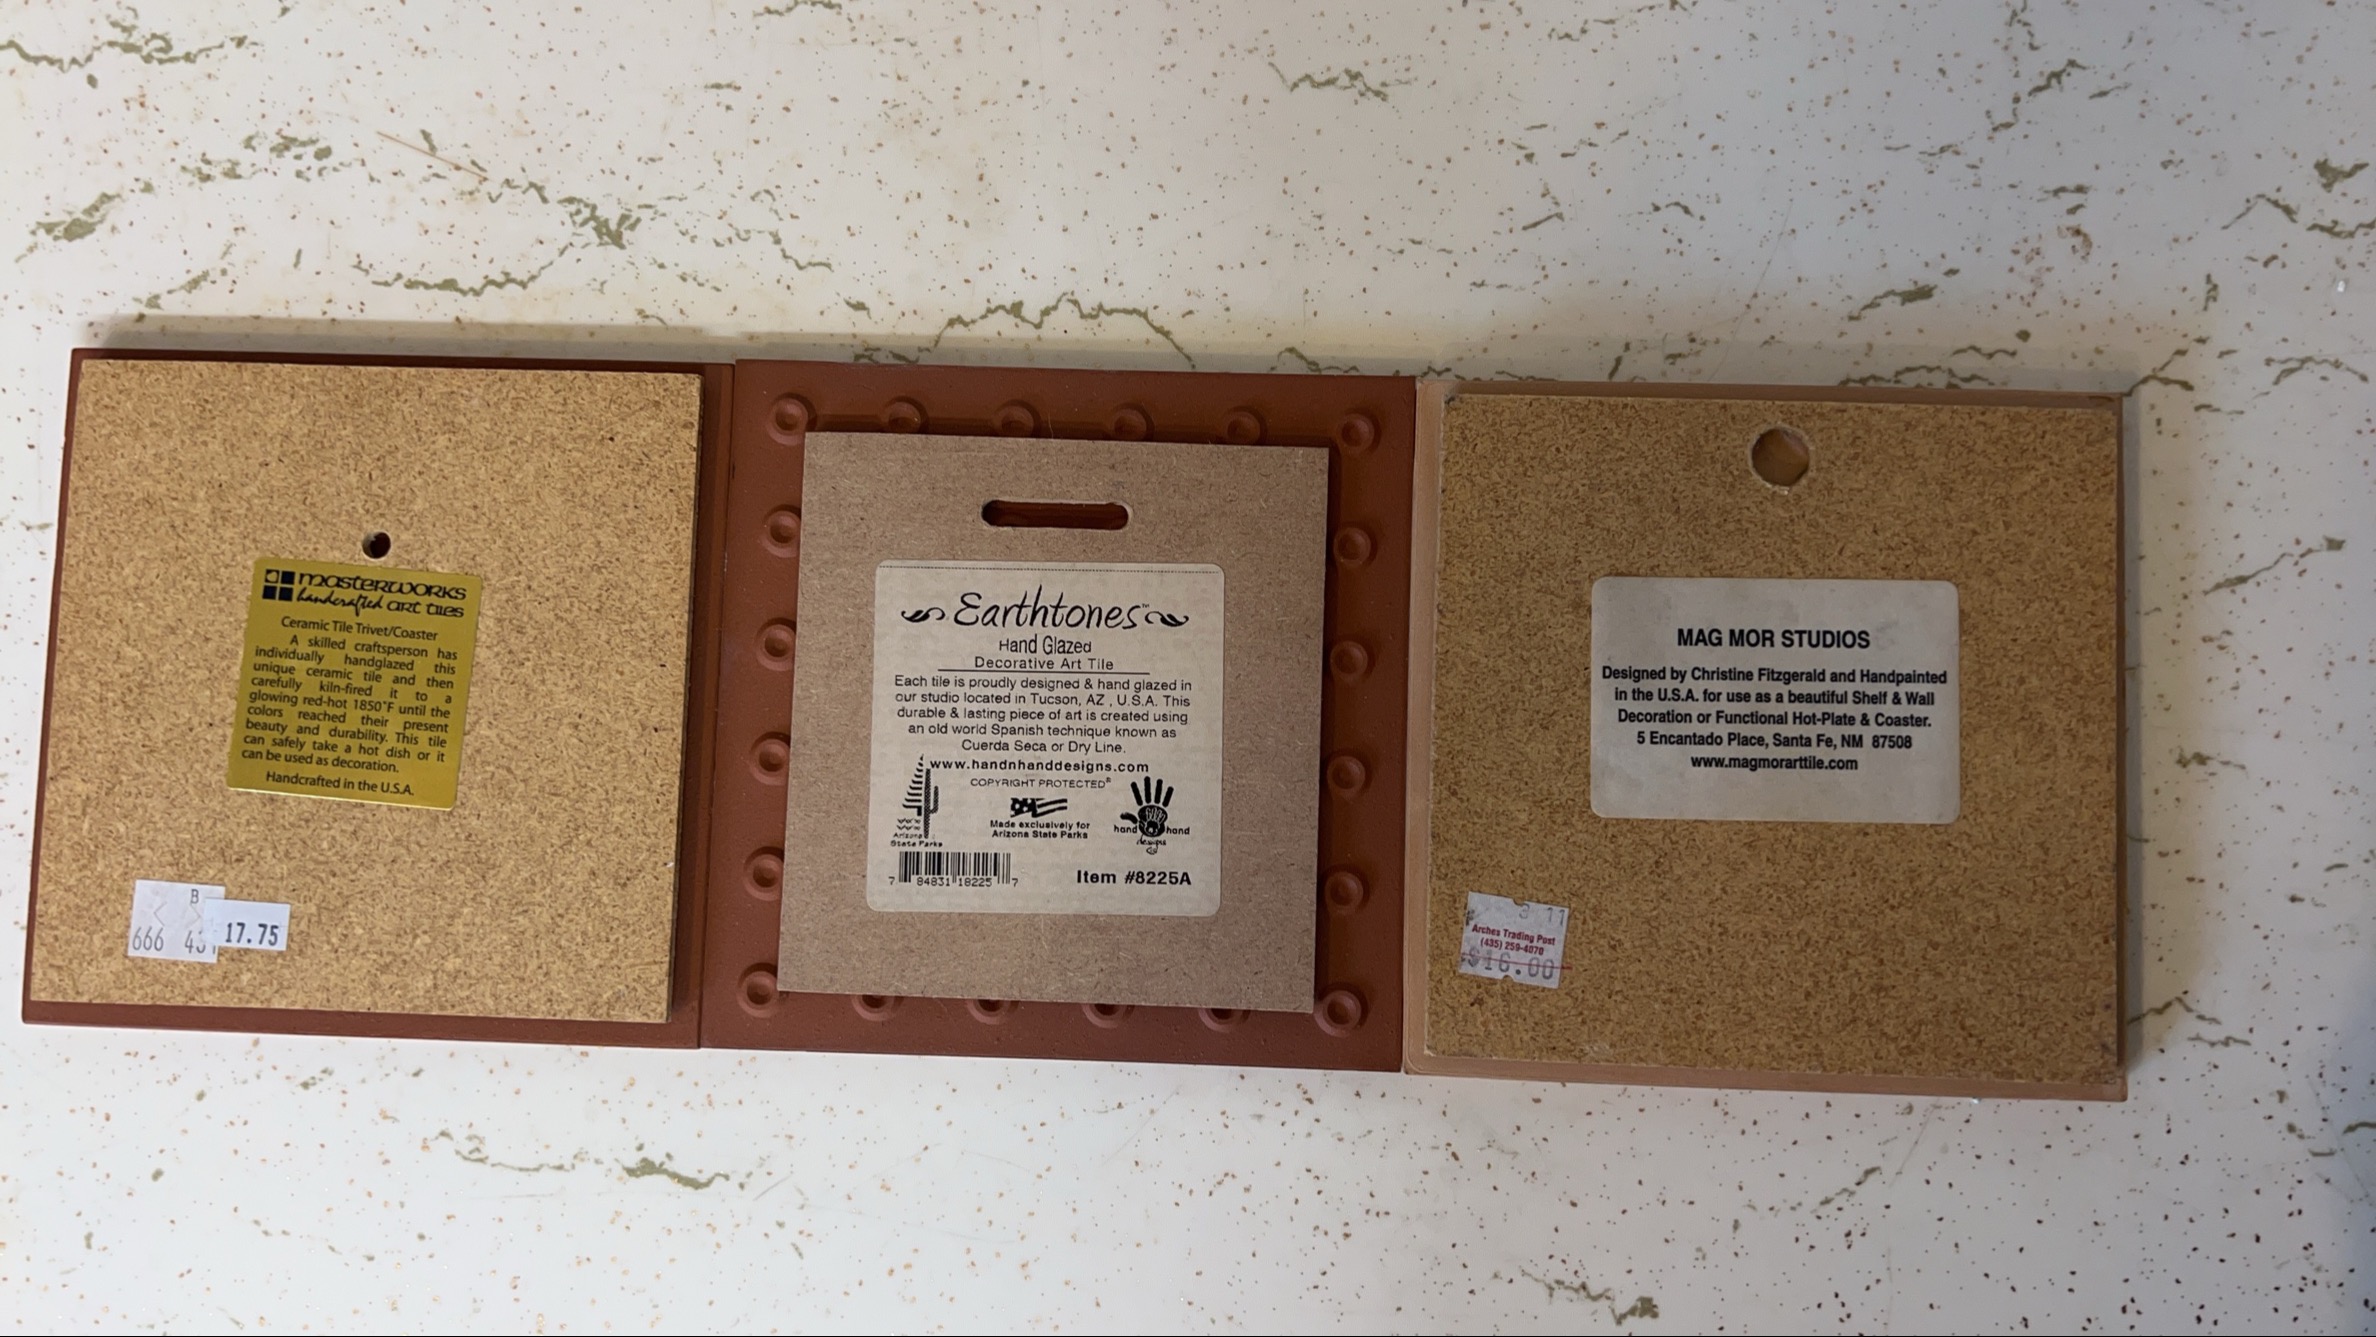 masterworks
handcrafted art tiles
Ceramic Tile Trivet/Coaster
A skilled craftsperson has
individually handglazed this
unique ceramic tile and then
carefully kiln-fired it to a
glowing red-hot 1850°F until the
colors reached their present
beauty and durability. This tile
can safely take a hot dish or it
can be used as decoration.
Handcrafted in the U.S.A.
B
666
17.75
Earthtones™
Hand Glazed
Decorative Art Tile
Each tile is proudly designed & hand glazed in
our studio located in Tucson, AZ , U.S.A. This
durable & lasting piece of art is created using
an old world Spanish technique known as
Cuerda Seca or Dry Line.
www.handnhanddesigns.com
COPYRIGHT PROTECTED®
Arizona
State Parks
Made exclusively for
Arizona State Parks
hand hand
designs
7 84831 18225 7
Item #8225A
MAG MOR STUDIOS
Designed by Christine Fitzgerald and Handpainted
in the U.S.A. for use as a beautiful Shelf & Wall
Decoration or Functional Hot-Plate & Coaster.
5 Encantado Place, Santa Fe, NM 87508
www.magmorarttile.com
Arches Trading Post
(435) 259-4070
$16.00